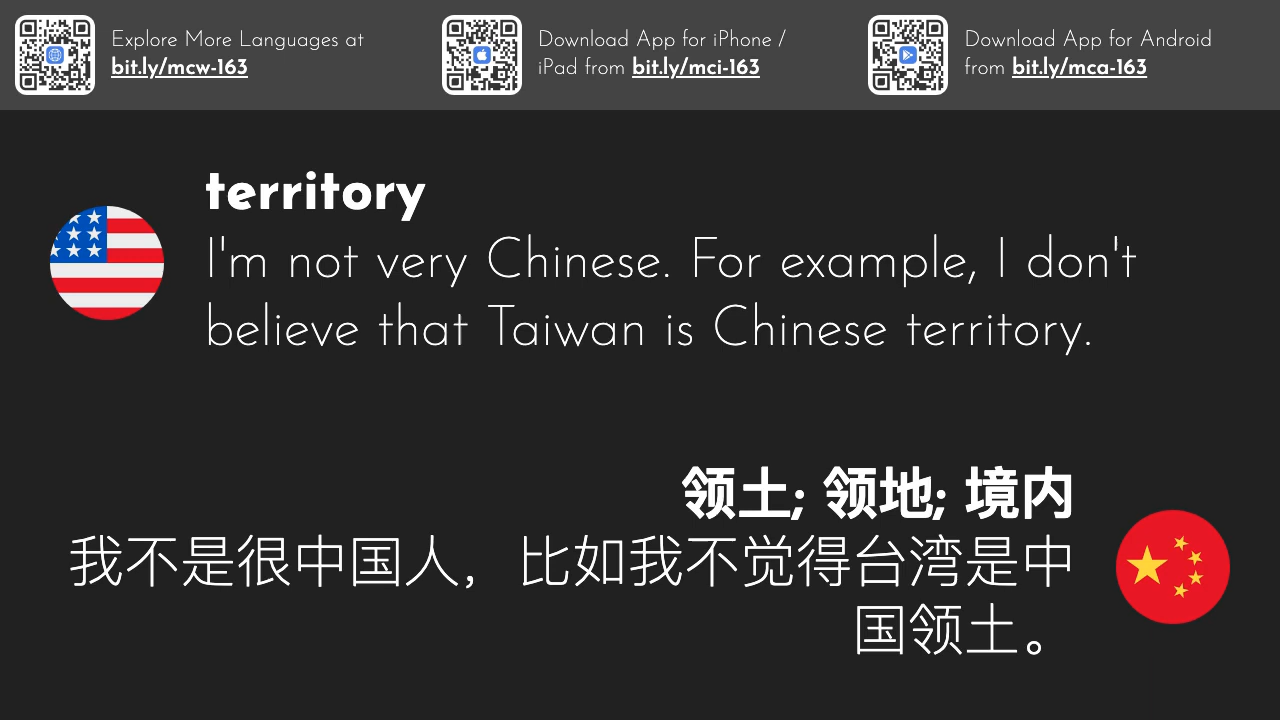 Explore More Languages at
bit.ly/mcw-163
Download App for iPhone /
iPad from bit.ly/mci-163
Download App for Android
from bit.ly/mca-163
territory
I'm not very Chinese. For example, I don't
believe that Taiwan is Chinese territory.
领土; 领地; 境内
我不是很中国人，比如我不觉得台湾是中
国领土。